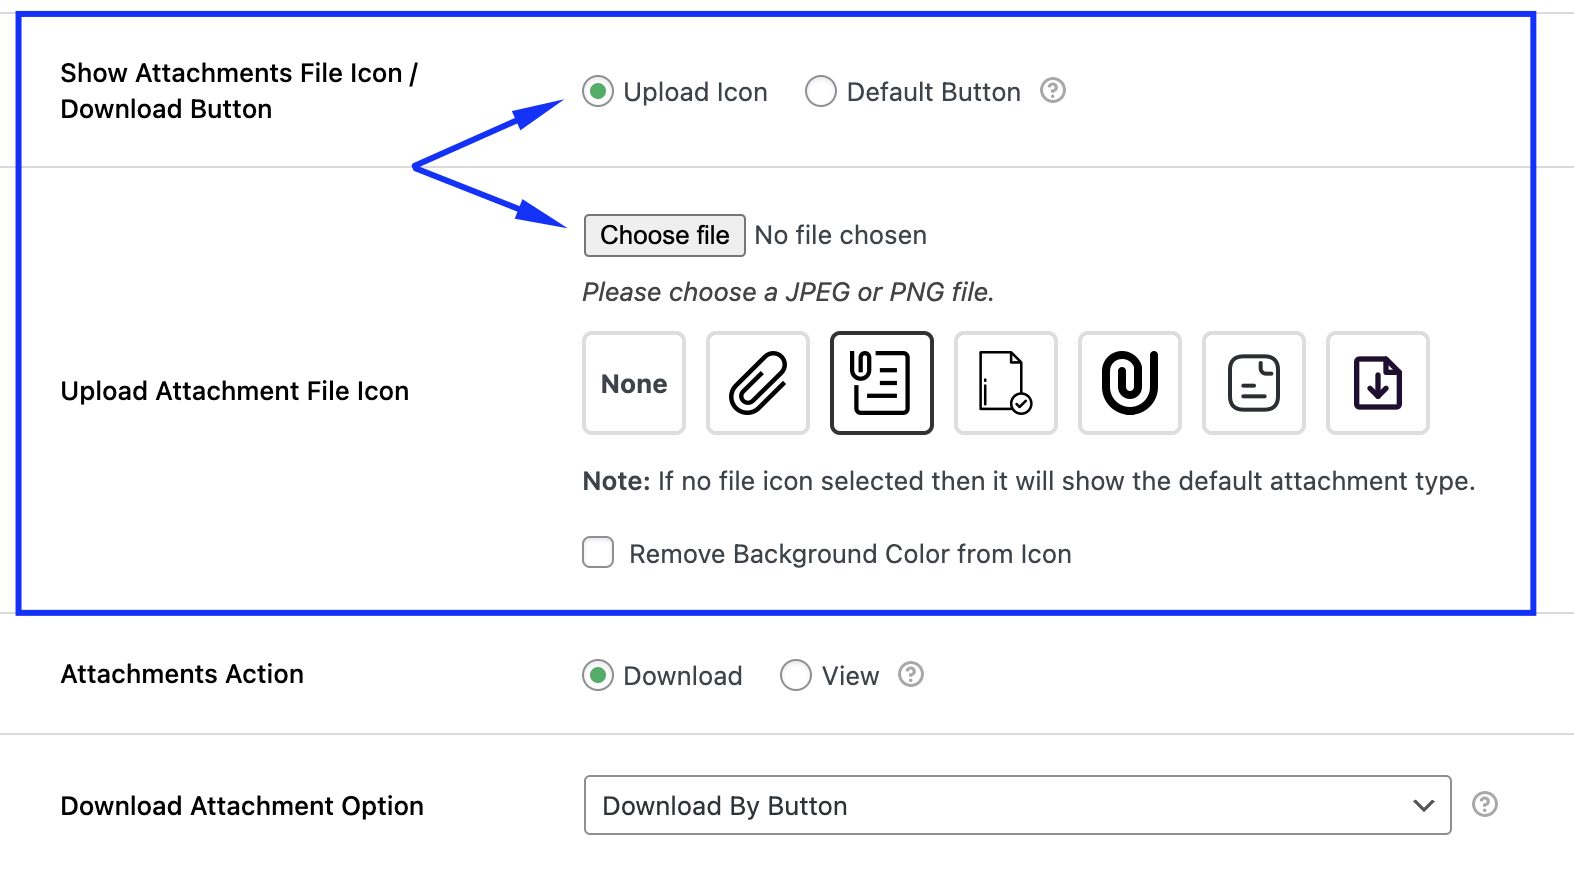 Show Attachments File Icon /
Download Button
Upload Icon
Default Button
?
Choose file
No file chosen
Please choose a JPEG or PNG file.
None
Upload Attachment File Icon
Note: If no file icon selected then it will show the default attachment type.
Remove Background Color from Icon
Attachments Action
Download
View
?
Download Attachment Option
Download By Button
?